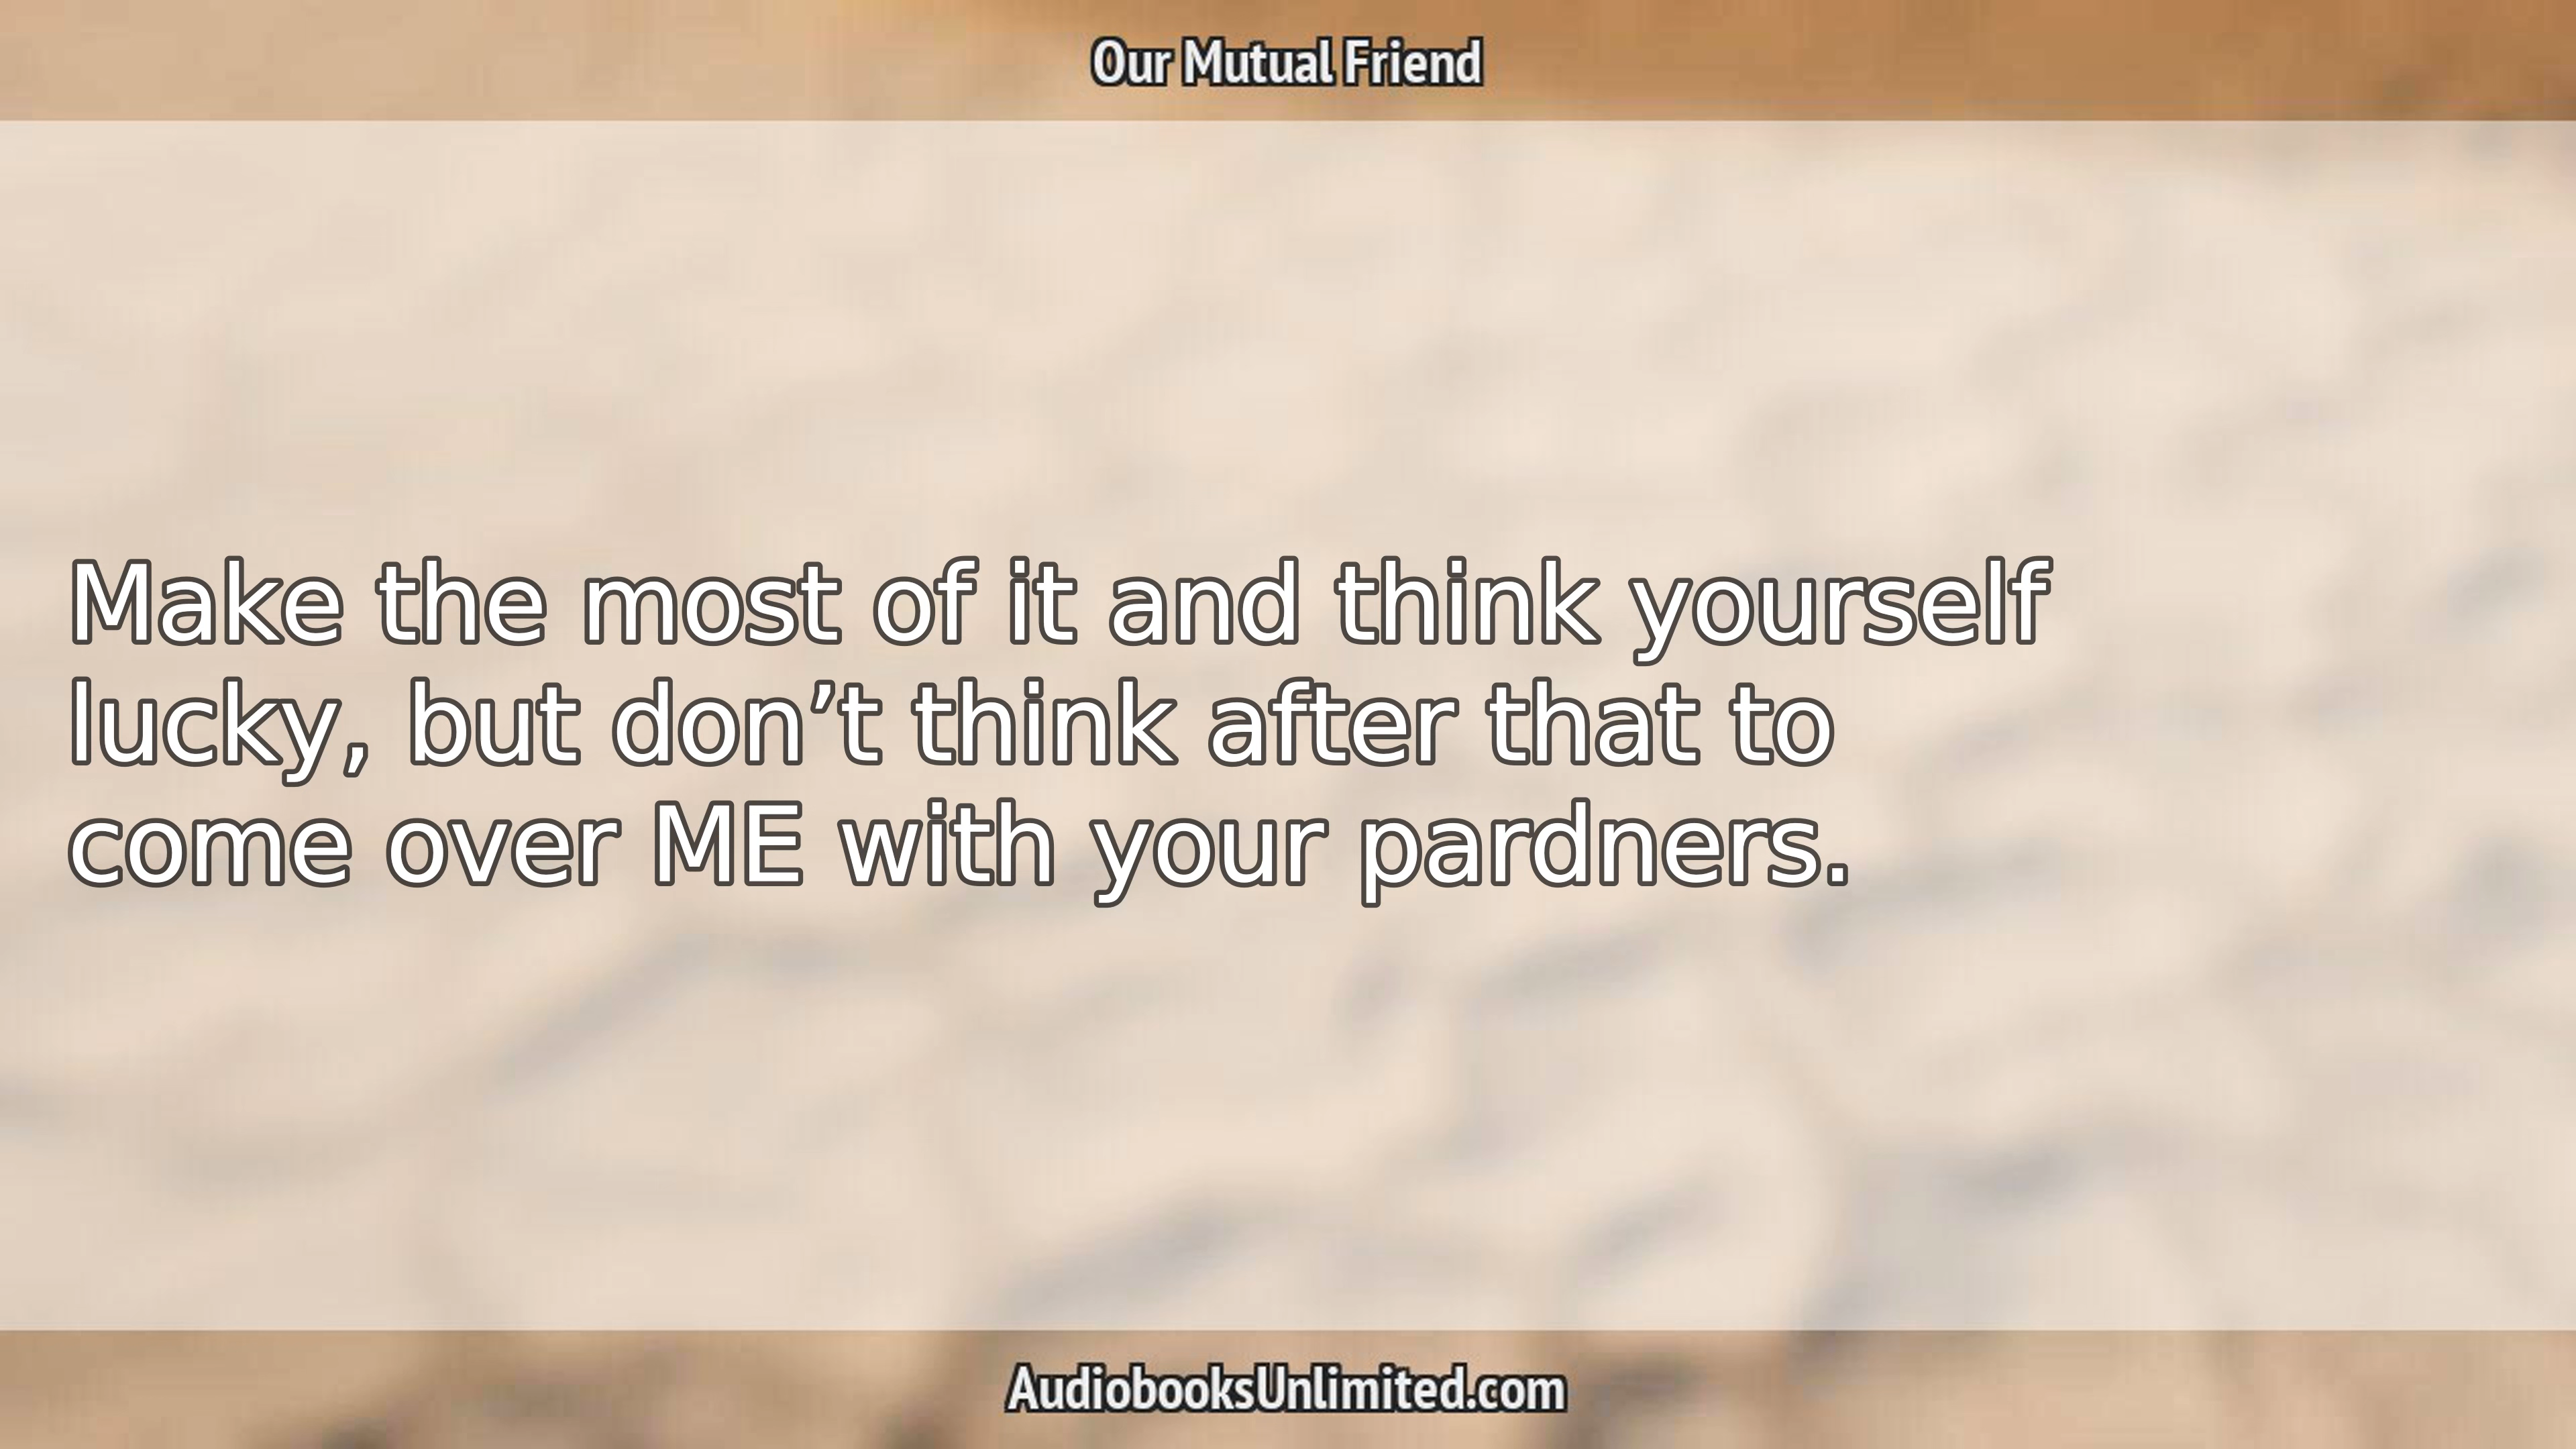 Our Mutual Friend
Make the most of it and think yourself
lucky, but don’t think after that to
come over ME with your pardners.
AudiobooksUnlimited.com